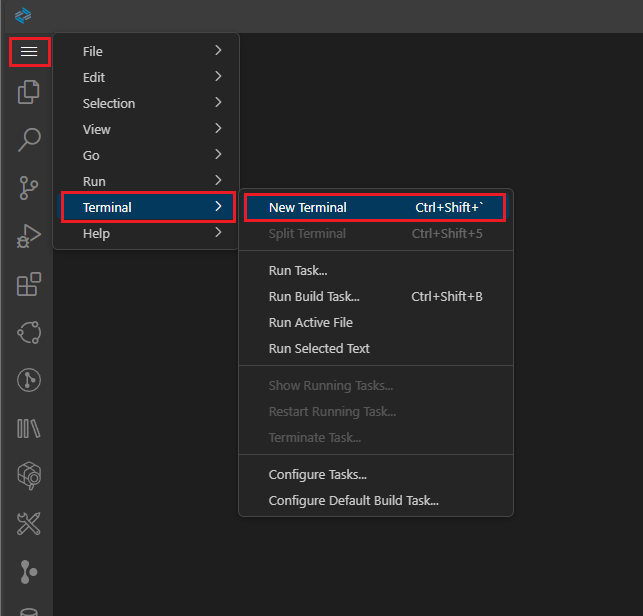 File
Edit
Selection
View
Go
Run
Terminal
Help
New Terminal Ctrl+Shift+`
Split Terminal Ctrl+Shift+5
Run Task...
Run Build Task... Ctrl+Shift+B
Run Active File
Run Selected Text
Show Running Tasks...
Restart Running Task...
Terminate Task...
Configure Tasks...
Configure Default Build Task...